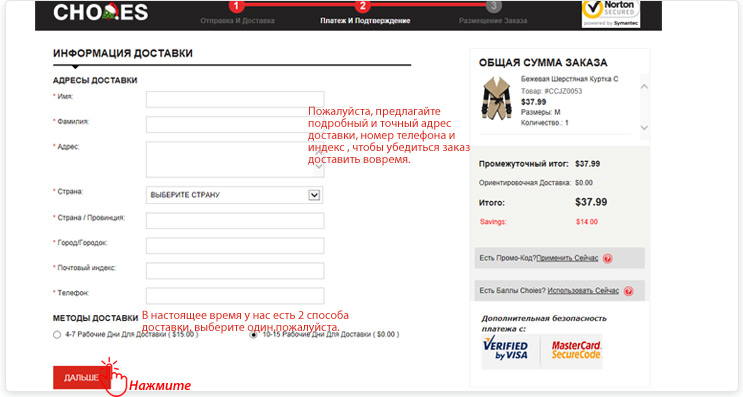 CHOIES
1 2 3
Отправка И Доставка Платеж И Подтверждение Размещение Заказа
Norton
SECURED
powered by Symantec
ИНФОРМАЦИЯ ДОСТАВКИ
АДРЕСЫ ДОСТАВКИ
* Имя:
* Фамилия:
* Адрес:
Пожалуйста, предлагайте
подробный и точный адрес
доставки, номер телефона и
индекс , чтобы убедиться заказ
доставить вовремя.
* Страна: ВЫБЕРИТЕ СТРАНУ
* Страна / Провинция:
* Город/Городок:
* Почтовый индекс:
* Телефон:
МЕТОДЫ ДОСТАВКИ
В настоящее время у нас есть 2 способа
доставки, выберите один,пожалуйста.
4-7 Рабочие Дни Для Доставки ( $15.00 ) 10-15 Рабочие Дни Для Доставки ( $0.00 )
ДАЛЬШЕ
Нажмите
ОБЩАЯ СУММА ЗАКАЗА
Бежевая Шерстяная Куртка С
Товар: #CCJZ0053
$37.99
Размеры: M
Количество.: 1
Промежуточный итог: $37.99
Ориентировочная Доставка: $0.00
Итого: $37.99
Savings: $14.00
Есть Промо-Код?Применить Сейчас ?
Есть Баллы Choies? Использовать Сейчас ?
Дополнительная безопасность
платежа с:
VERIFIED
by VISA
MasterCard.
SecureCode.